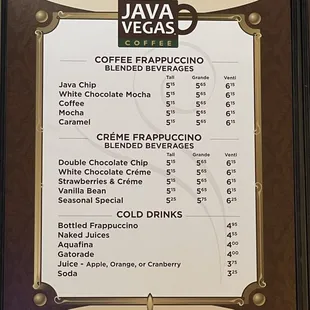 JAVA
VEGAS
COFFEE
COFFEE FRAPPUCCINO
BLENDED BEVERAGES
Tall Grande Venti
Java Chip 515 565 615
White Chocolate Mocha 515 565 615
Coffee 515 565 615
Mocha 515 565 615
Caramel 515 565 615
CRÉME FRAPPUCCINO
BLENDED BEVERAGES
Tall Grande Venti
Double Chocolate Chip 515 565 615
White Chocolate Créme 515 565 615
Strawberries & Créme 515 565 615
Vanilla Bean 515 565 615
Seasonal Special 525 575 625
COLD DRINKS
Bottled Frappuccino 495
Naked Juices 455
Aquafina 400
Gatorade 400
Juice - Apple, Orange, or Cranberry 375
Soda 325